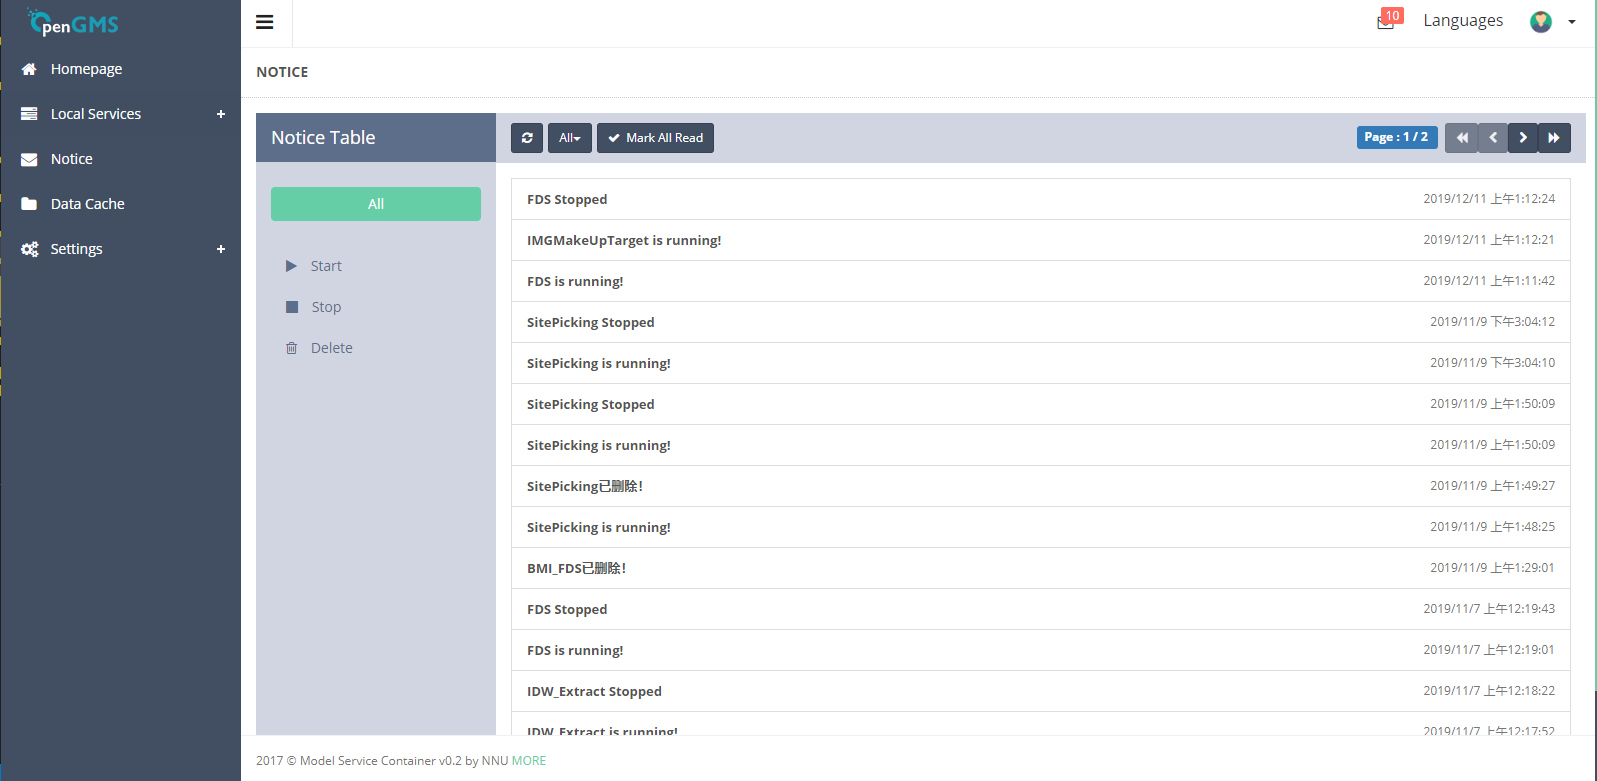 OpenGMS
10
Languages
Homepage
Local Services
Notice
Data Cache
Settings
NOTICE
Notice Table
All
Mark All Read
Page : 1 / 2
All
Start
Stop
Delete
FDS Stopped 2019/12/11 上午1:12:24
IMGMakeUpTarget is running! 2019/12/11 上午1:12:21
FDS is running! 2019/12/11 上午1:11:42
SitePicking Stopped 2019/11/9 下午3:04:12
SitePicking is running! 2019/11/9 下午3:04:10
SitePicking Stopped 2019/11/9 上午1:50:09
SitePicking is running! 2019/11/9 上午1:50:09
SitePicking已删除! 2019/11/9 上午1:49:27
SitePicking is running! 2019/11/9 上午1:48:25
BMI_FDS已删除! 2019/11/9 上午1:29:01
FDS Stopped 2019/11/7 上午12:19:43
FDS is running! 2019/11/7 上午12:19:01
IDW_Extract Stopped 2019/11/7 上午12:18:22
IDW_Extract is running! 2019/11/7 上午12:17:52
2017 © Model Service Container v0.2 by NNU MORE